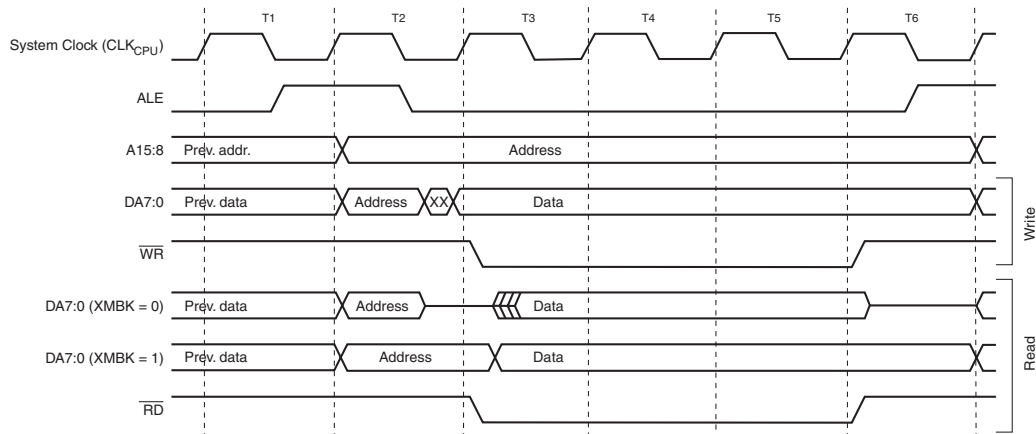 T1 T2 T3 T4 T5 T6
System Clock (CLKCPU)
ALE
A15:8 Prev. addr. Address
DA7:0 Prev. data Address XX Data
WR
Write
DA7:0 (XMBK = 0) Prev. data Address Data
DA7:0 (XMBK = 1) Prev. data Address Data
RD
Read